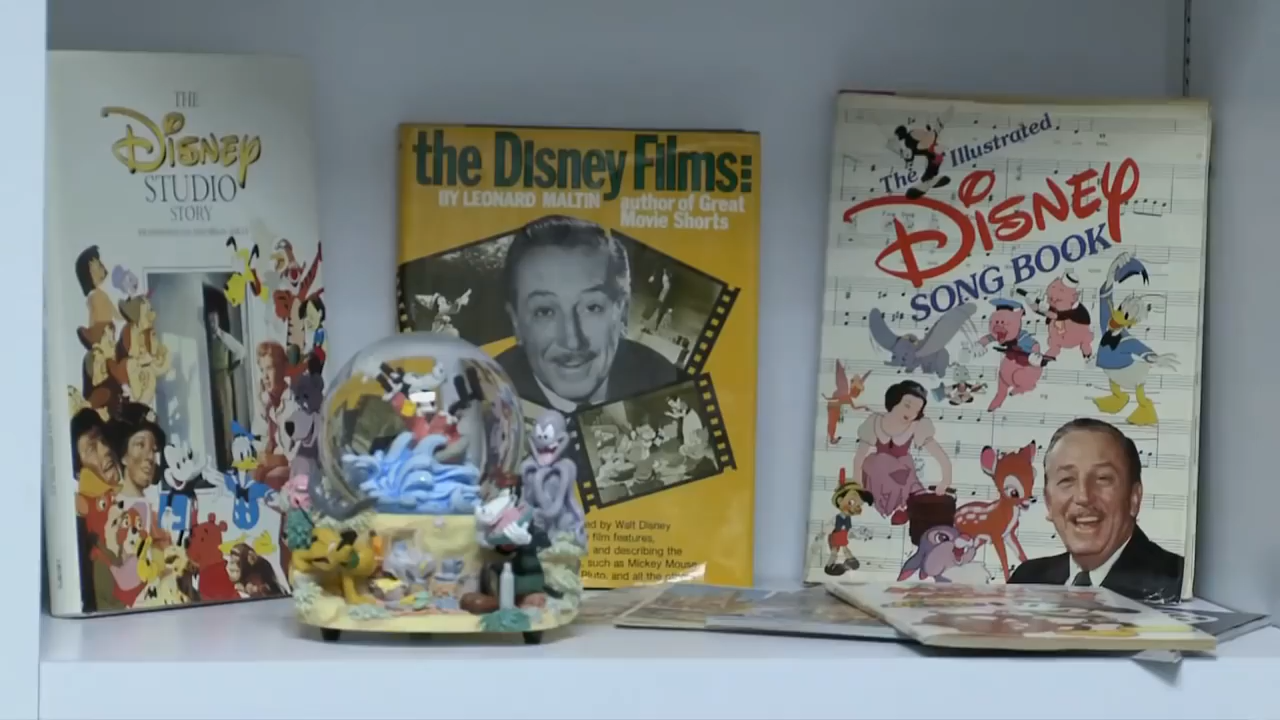 THE
DISNEY
STUDIO
STORY
the Disney Films:
BY LEONARD MALTIN
author of Great
Movie Shorts
ed by Walt Disney
film features,
and describing the
such as Mickey Mouse
Pluto, and all the
The Illustrated
DISNEY
SONG BOOK